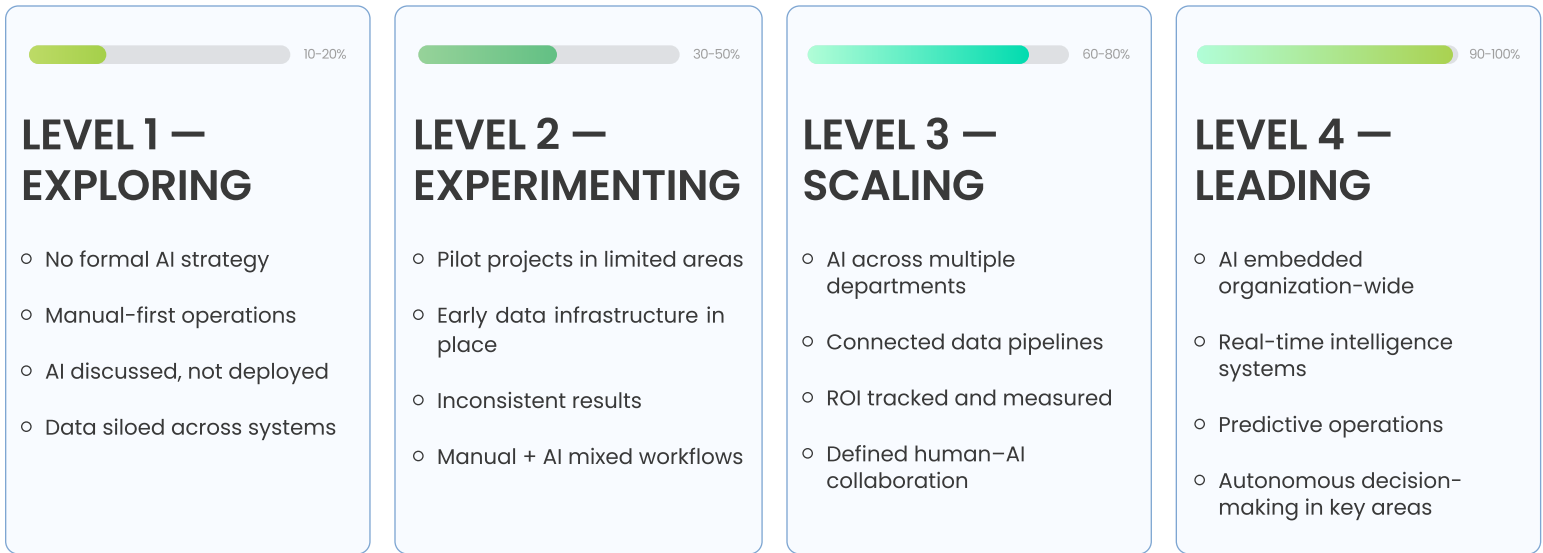 10-20%
LEVEL 1 —
EXPLORING
No formal AI strategy
Manual-first operations
AI discussed, not deployed
Data siloed across systems
30-50%
LEVEL 2 —
EXPERIMENTING
Pilot projects in limited areas
Early data infrastructure in
place
Inconsistent results
Manual + AI mixed workflows
60-80%
LEVEL 3 —
SCALING
AI across multiple
departments
Connected data pipelines
ROI tracked and measured
Defined human–AI
collaboration
90-100%
LEVEL 4 —
LEADING
AI embedded
organization-wide
Real-time intelligence
systems
Predictive operations
Autonomous decision-
making in key areas